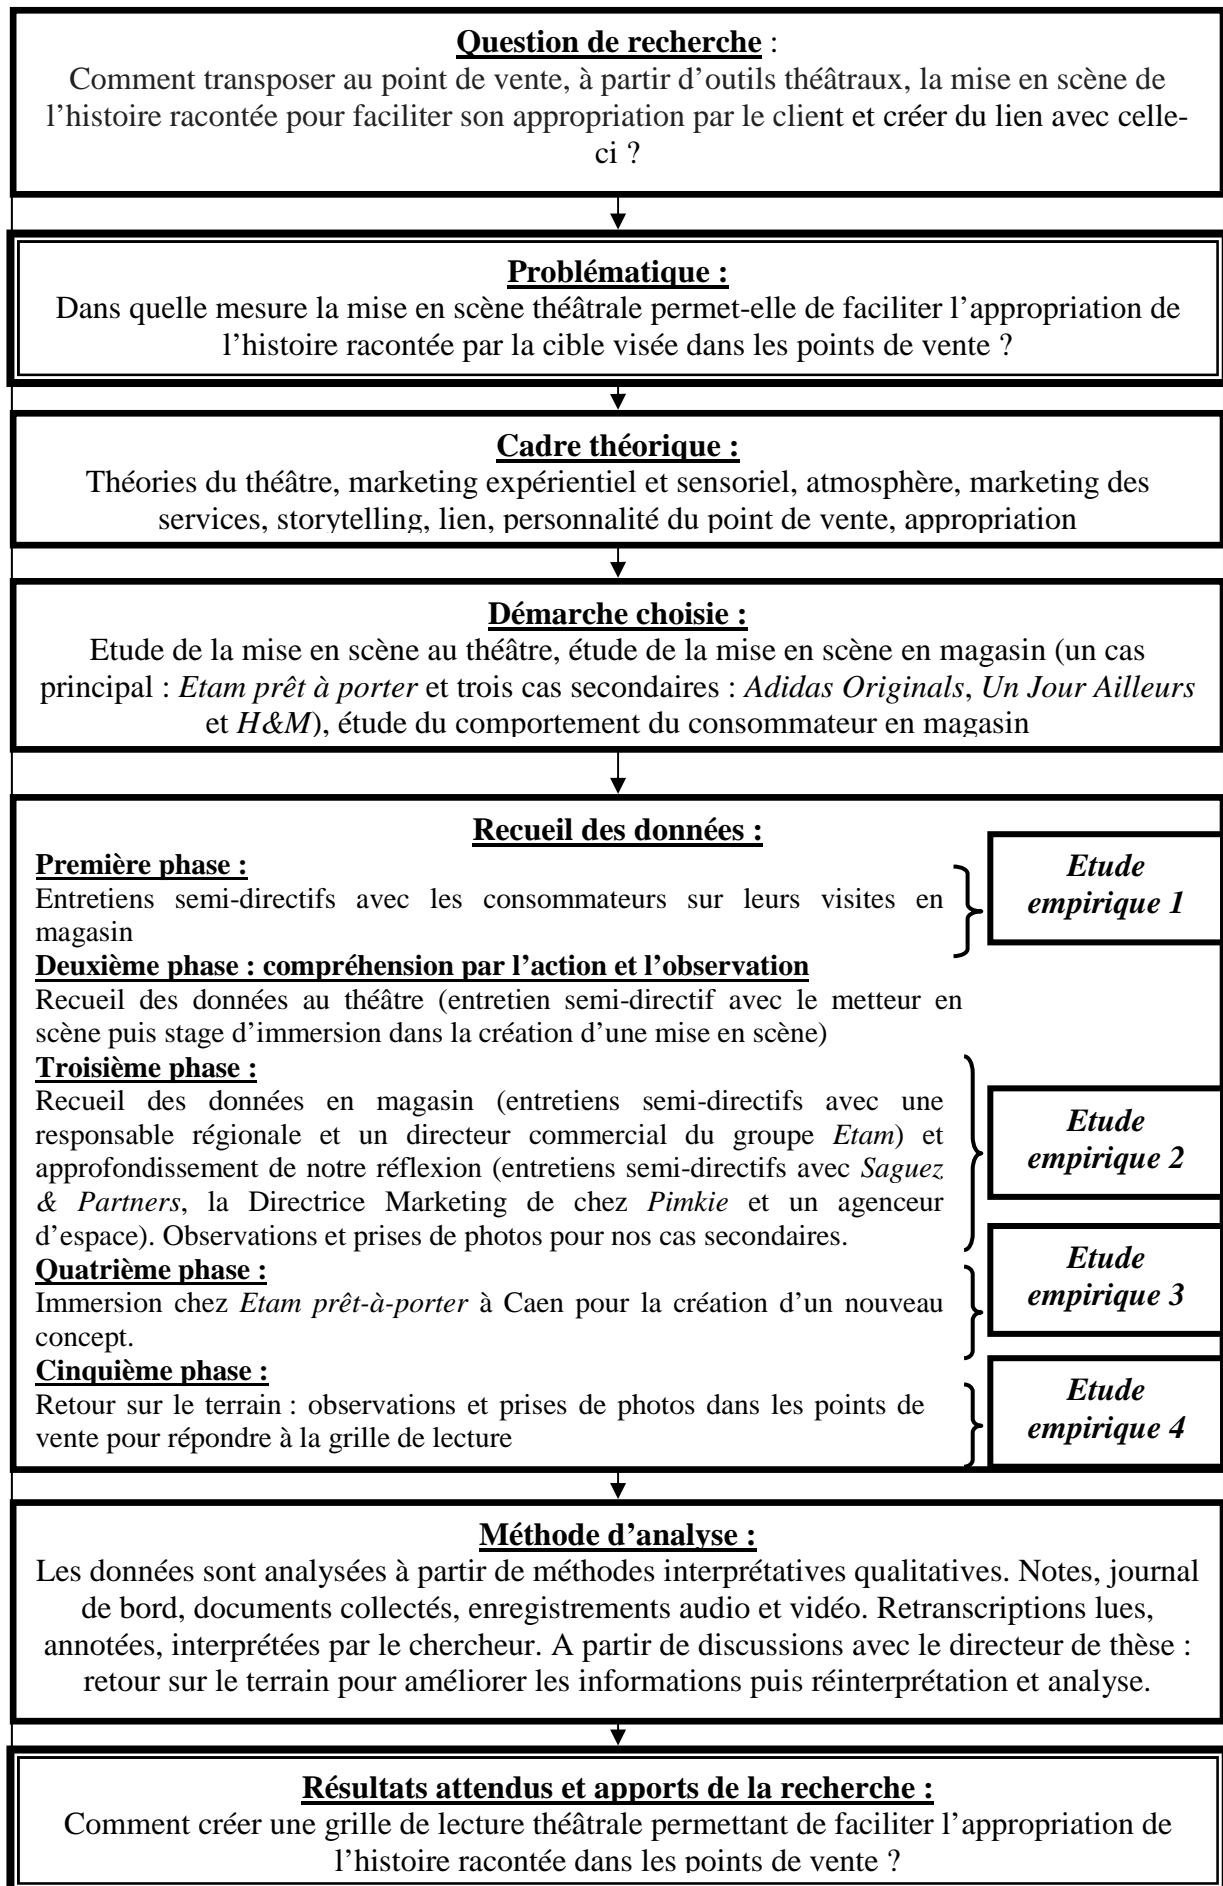 Question de recherche :
Comment transposer au point de vente, à partir d’outils théâtraux, la mise en scène de
l’histoire racontée pour faciliter son appropriation par le client et créer du lien avec celle-
ci ?
Problématique :
Dans quelle mesure la mise en scène théâtrale permet-elle de faciliter l’appropriation de
l’histoire racontée par la cible visée dans les points de vente ?
Cadre théorique :
Théories du théâtre, marketing expérientiel et sensoriel, atmosphère, marketing des
services, storytelling, lien, personnalité du point de vente, appropriation
Démarche choisie :
Etude de la mise en scène au théâtre, étude de la mise en scène en magasin (un cas
principal : Etam prêt à porter et trois cas secondaires : Adidas Originals, Un Jour Ailleurs
et H&M), étude du comportement du consommateur en magasin
Recueil des données :
Première phase :
Entretiens semi-directifs avec les consommateurs sur leurs visites en
magasin
Etude
empirique 1
Deuxième phase : compréhension par l’action et l’observation
Recueil des données au théâtre (entretien semi-directif avec le metteur en
scène puis stage d’immersion dans la création d’une mise en scène)
Troisième phase :
Recueil des données en magasin (entretiens semi-directifs avec une
responsable régionale et un directeur commercial du groupe Etam) et
approfondissement de notre réflexion (entretiens semi-directifs avec Saguez
& Partners, la Directrice Marketing de chez Pimkie et un agenceur
d’espace). Observations et prises de photos pour nos cas secondaires.
Etude
empirique 2
Quatrième phase :
Immersion chez Etam prêt-à-porter à Caen pour la création d’un nouveau
concept.
Etude
empirique 3
Cinquième phase :
Retour sur le terrain : observations et prises de photos dans les points de
vente pour répondre à la grille de lecture
Etude
empirique 4
Méthode d’analyse :
Les données sont analysées à partir de méthodes interprétatives qualitatives. Notes, journal
de bord, documents collectés, enregistrements audio et vidéo. Retranscriptions lues,
annotées, interprétées par le chercheur. A partir de discussions avec le directeur de thèse :
retour sur le terrain pour améliorer les informations puis réinterprétation et analyse.
Résultats attendus et apports de la recherche :
Comment créer une grille de lecture théâtrale permettant de faciliter l’appropriation de
l’histoire racontée dans les points de vente ?